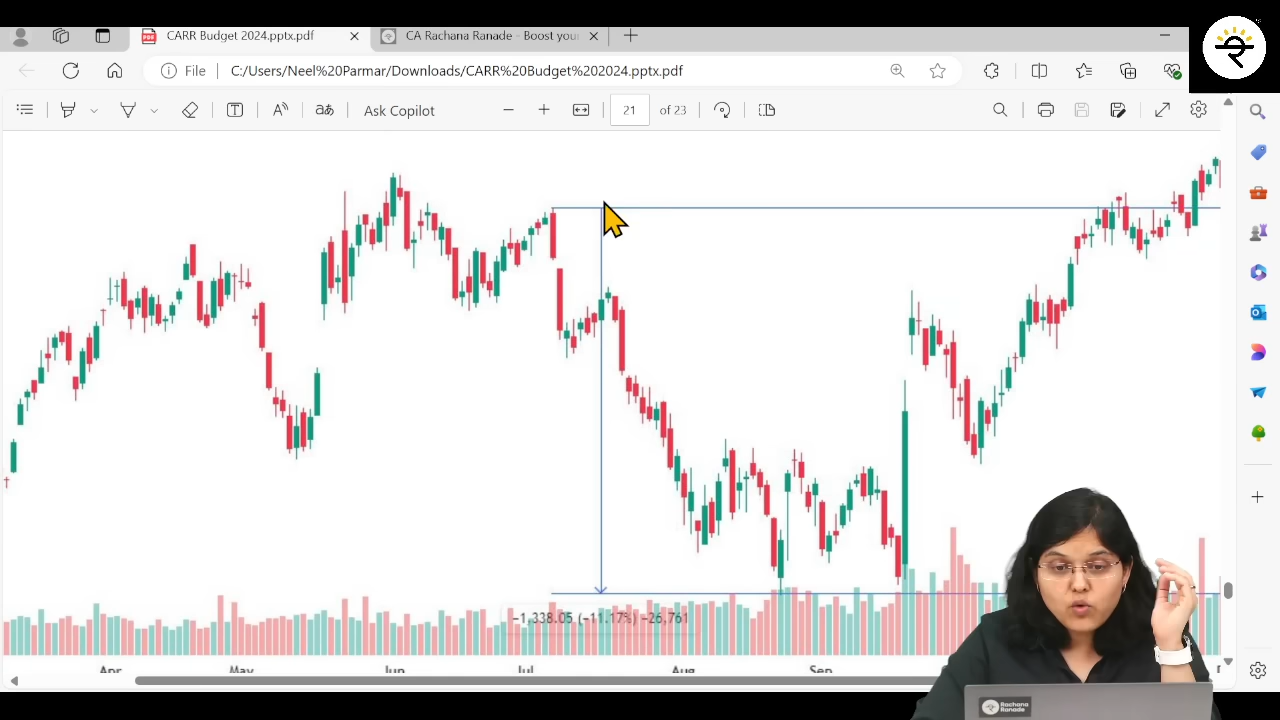 CARR Budget 2024.pptx.pdf
CA Rachana Ranade - Boost your
File
C:/Users/Neel%20Parmar/Downloads/CARR%20Budget%202024.pptx.pdf
Ask Copilot
21 of 23
−1,338.05 (−11.17%) −26,761
Apr May Jun Jul Aug Sep
Rachana
Ranade